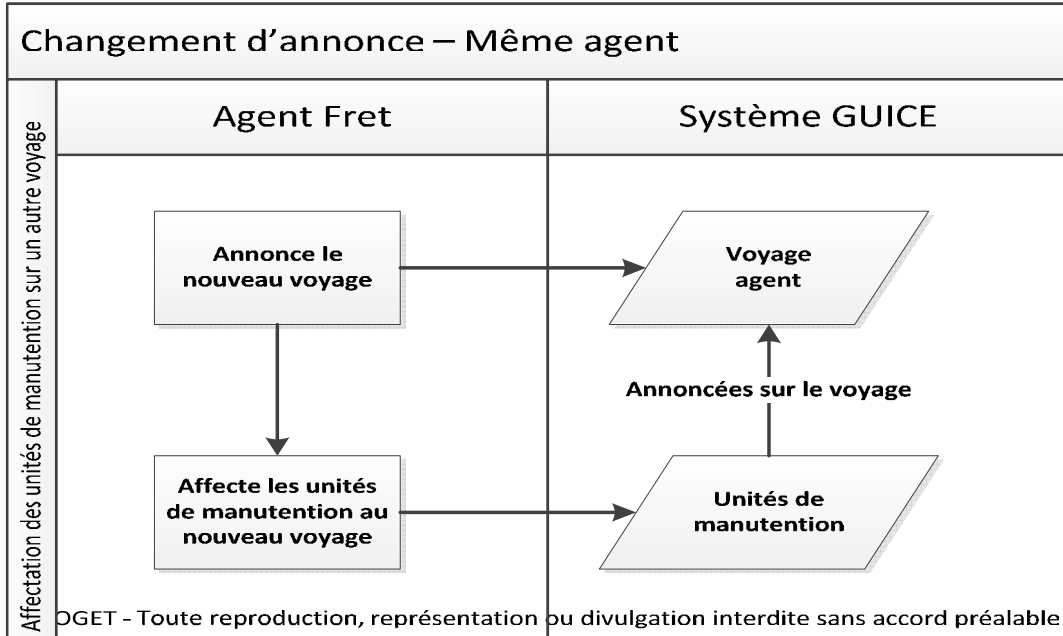 Changement d'annonce – Même agent
Affectation des unités de manutention sur un autre voyage
Agent Fret
Système GUICE
Annonce le
nouveau voyage
Voyage
agent
Annoncées sur le voyage
Affecte les unités
de manutention au
nouveau voyage
Unités de
manutention
OGET - Toute reproduction, représentation ou divulgation interdite sans accord préalable